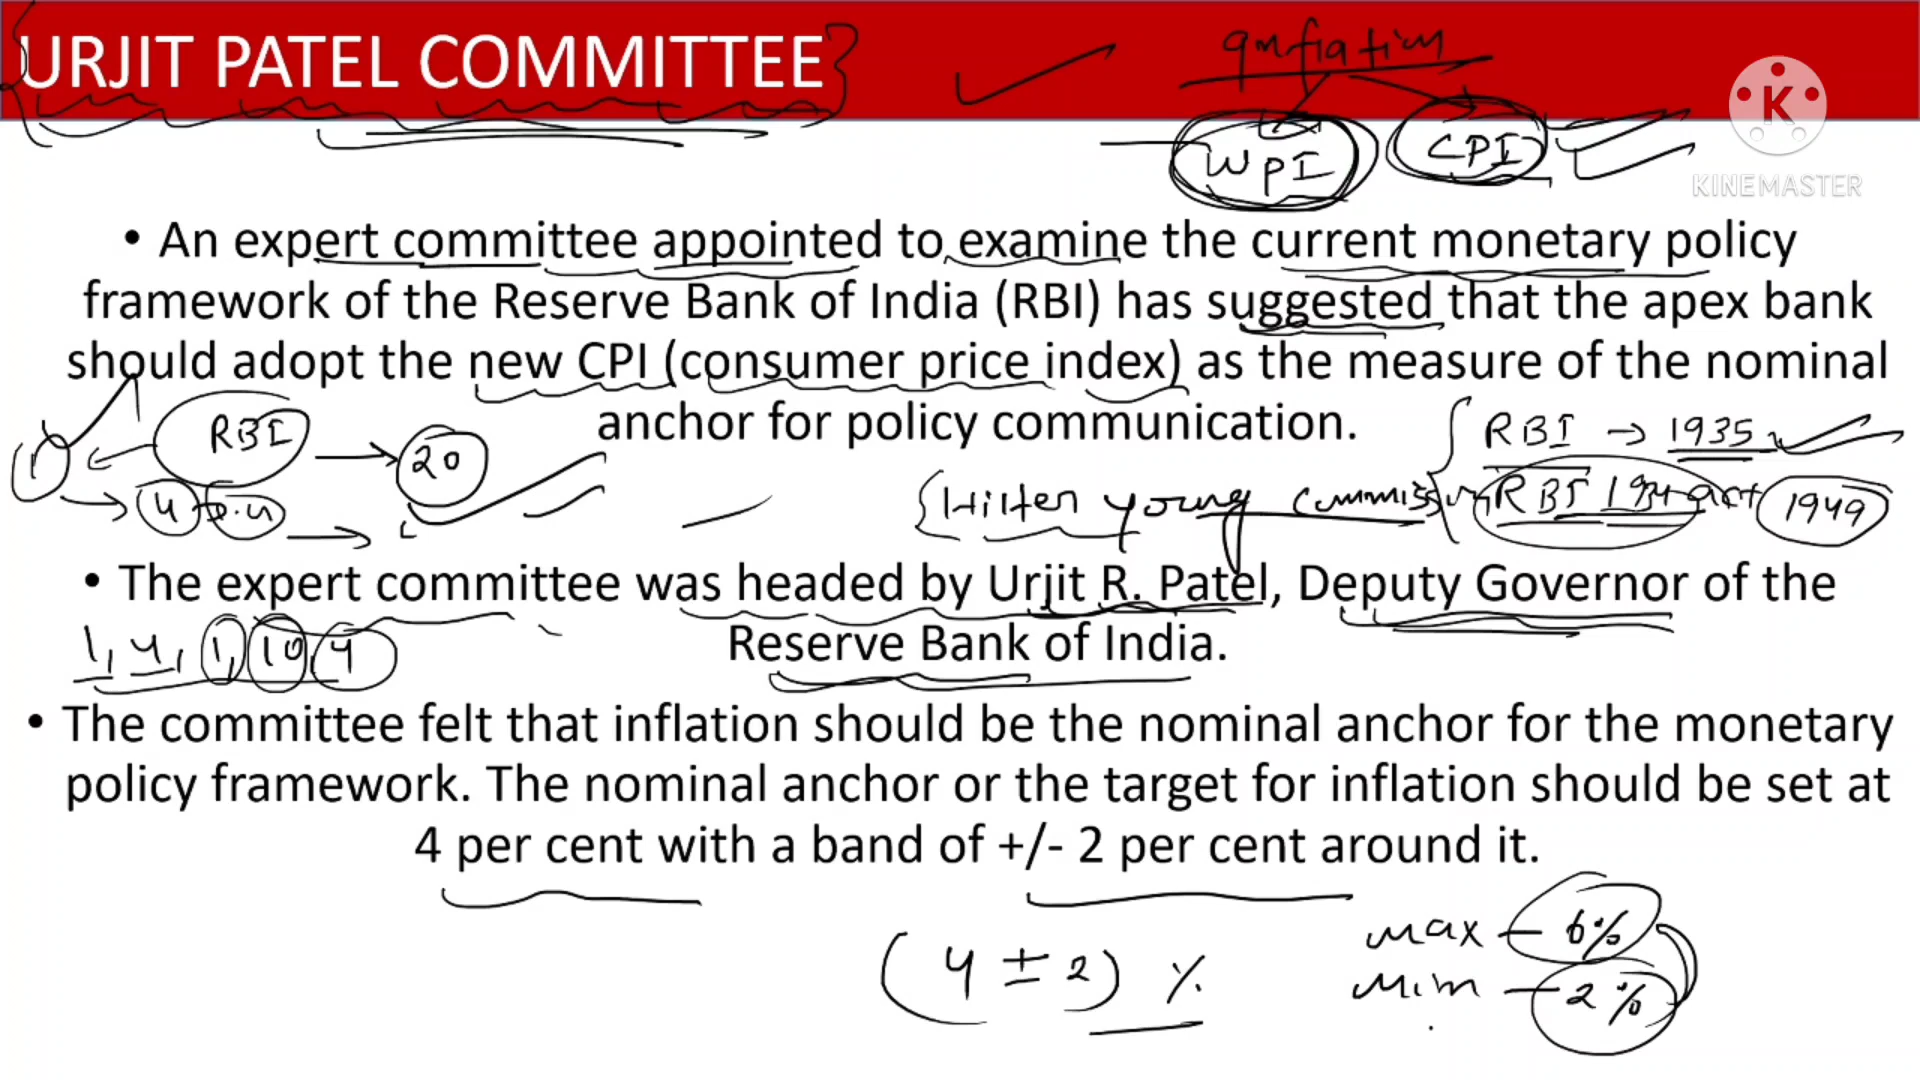 URJIT PATEL COMMITTEE
WPI
CPI
KINEMASTER
• An expert committee appointed to examine the current monetary policy
framework of the Reserve Bank of India (RBI) has suggested that the apex bank
should adopt the new CPI (consumer price index) as the measure of the nominal
anchor for policy communication.
RBI → 1935
1 RBI → 20
young RBI 1934 act 1949
4
• The expert committee was headed by Urjit R. Patel, Deputy Governor of the
Reserve Bank of India.
1, 4, 1, 10, 4
• The committee felt that inflation should be the nominal anchor for the monetary
policy framework. The nominal anchor or the target for inflation should be set at
4 per cent with a band of +/- 2 per cent around it.
max – 6%
(4 ± 2) %
Min – 2%